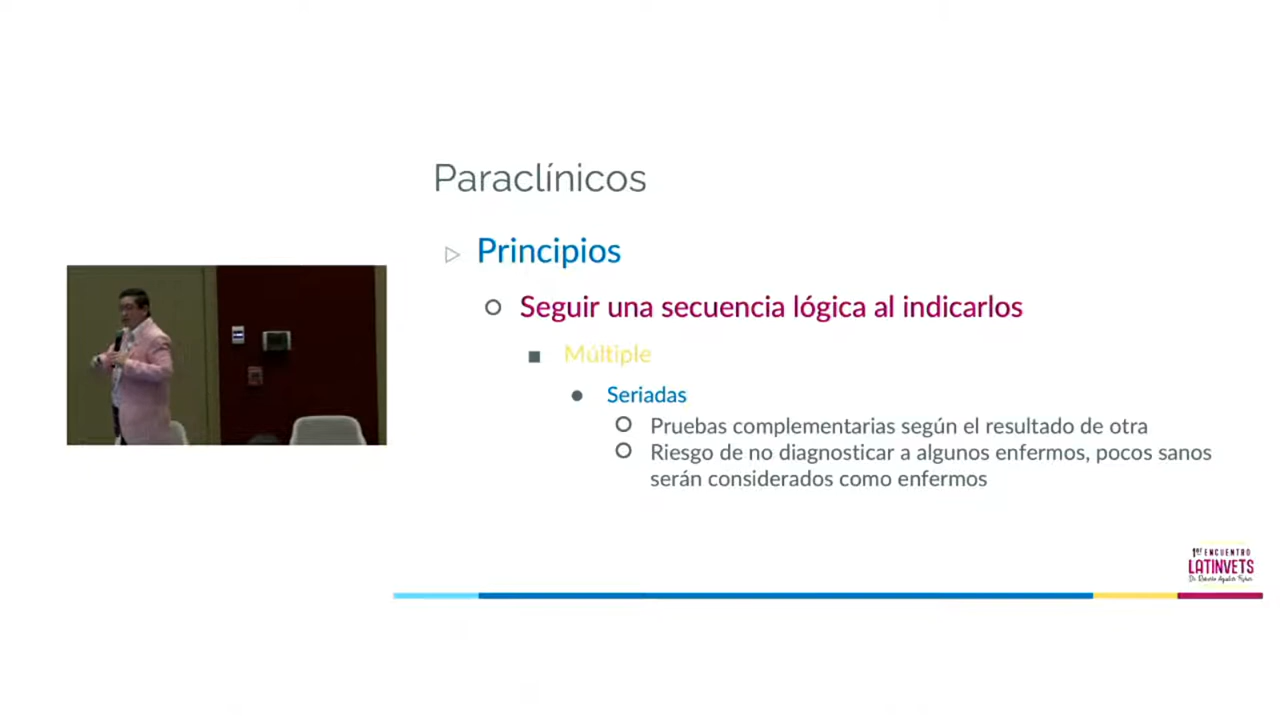 Paraclínicos
Principios
Seguir una secuencia lógica al indicarlos
Múltiple
Seriadas
Pruebas complementarias según el resultado de otra
Riesgo de no diagnosticar a algunos enfermos, pocos sanos
serán considerados como enfermos
1er ENCUENTRO
LATINVETS